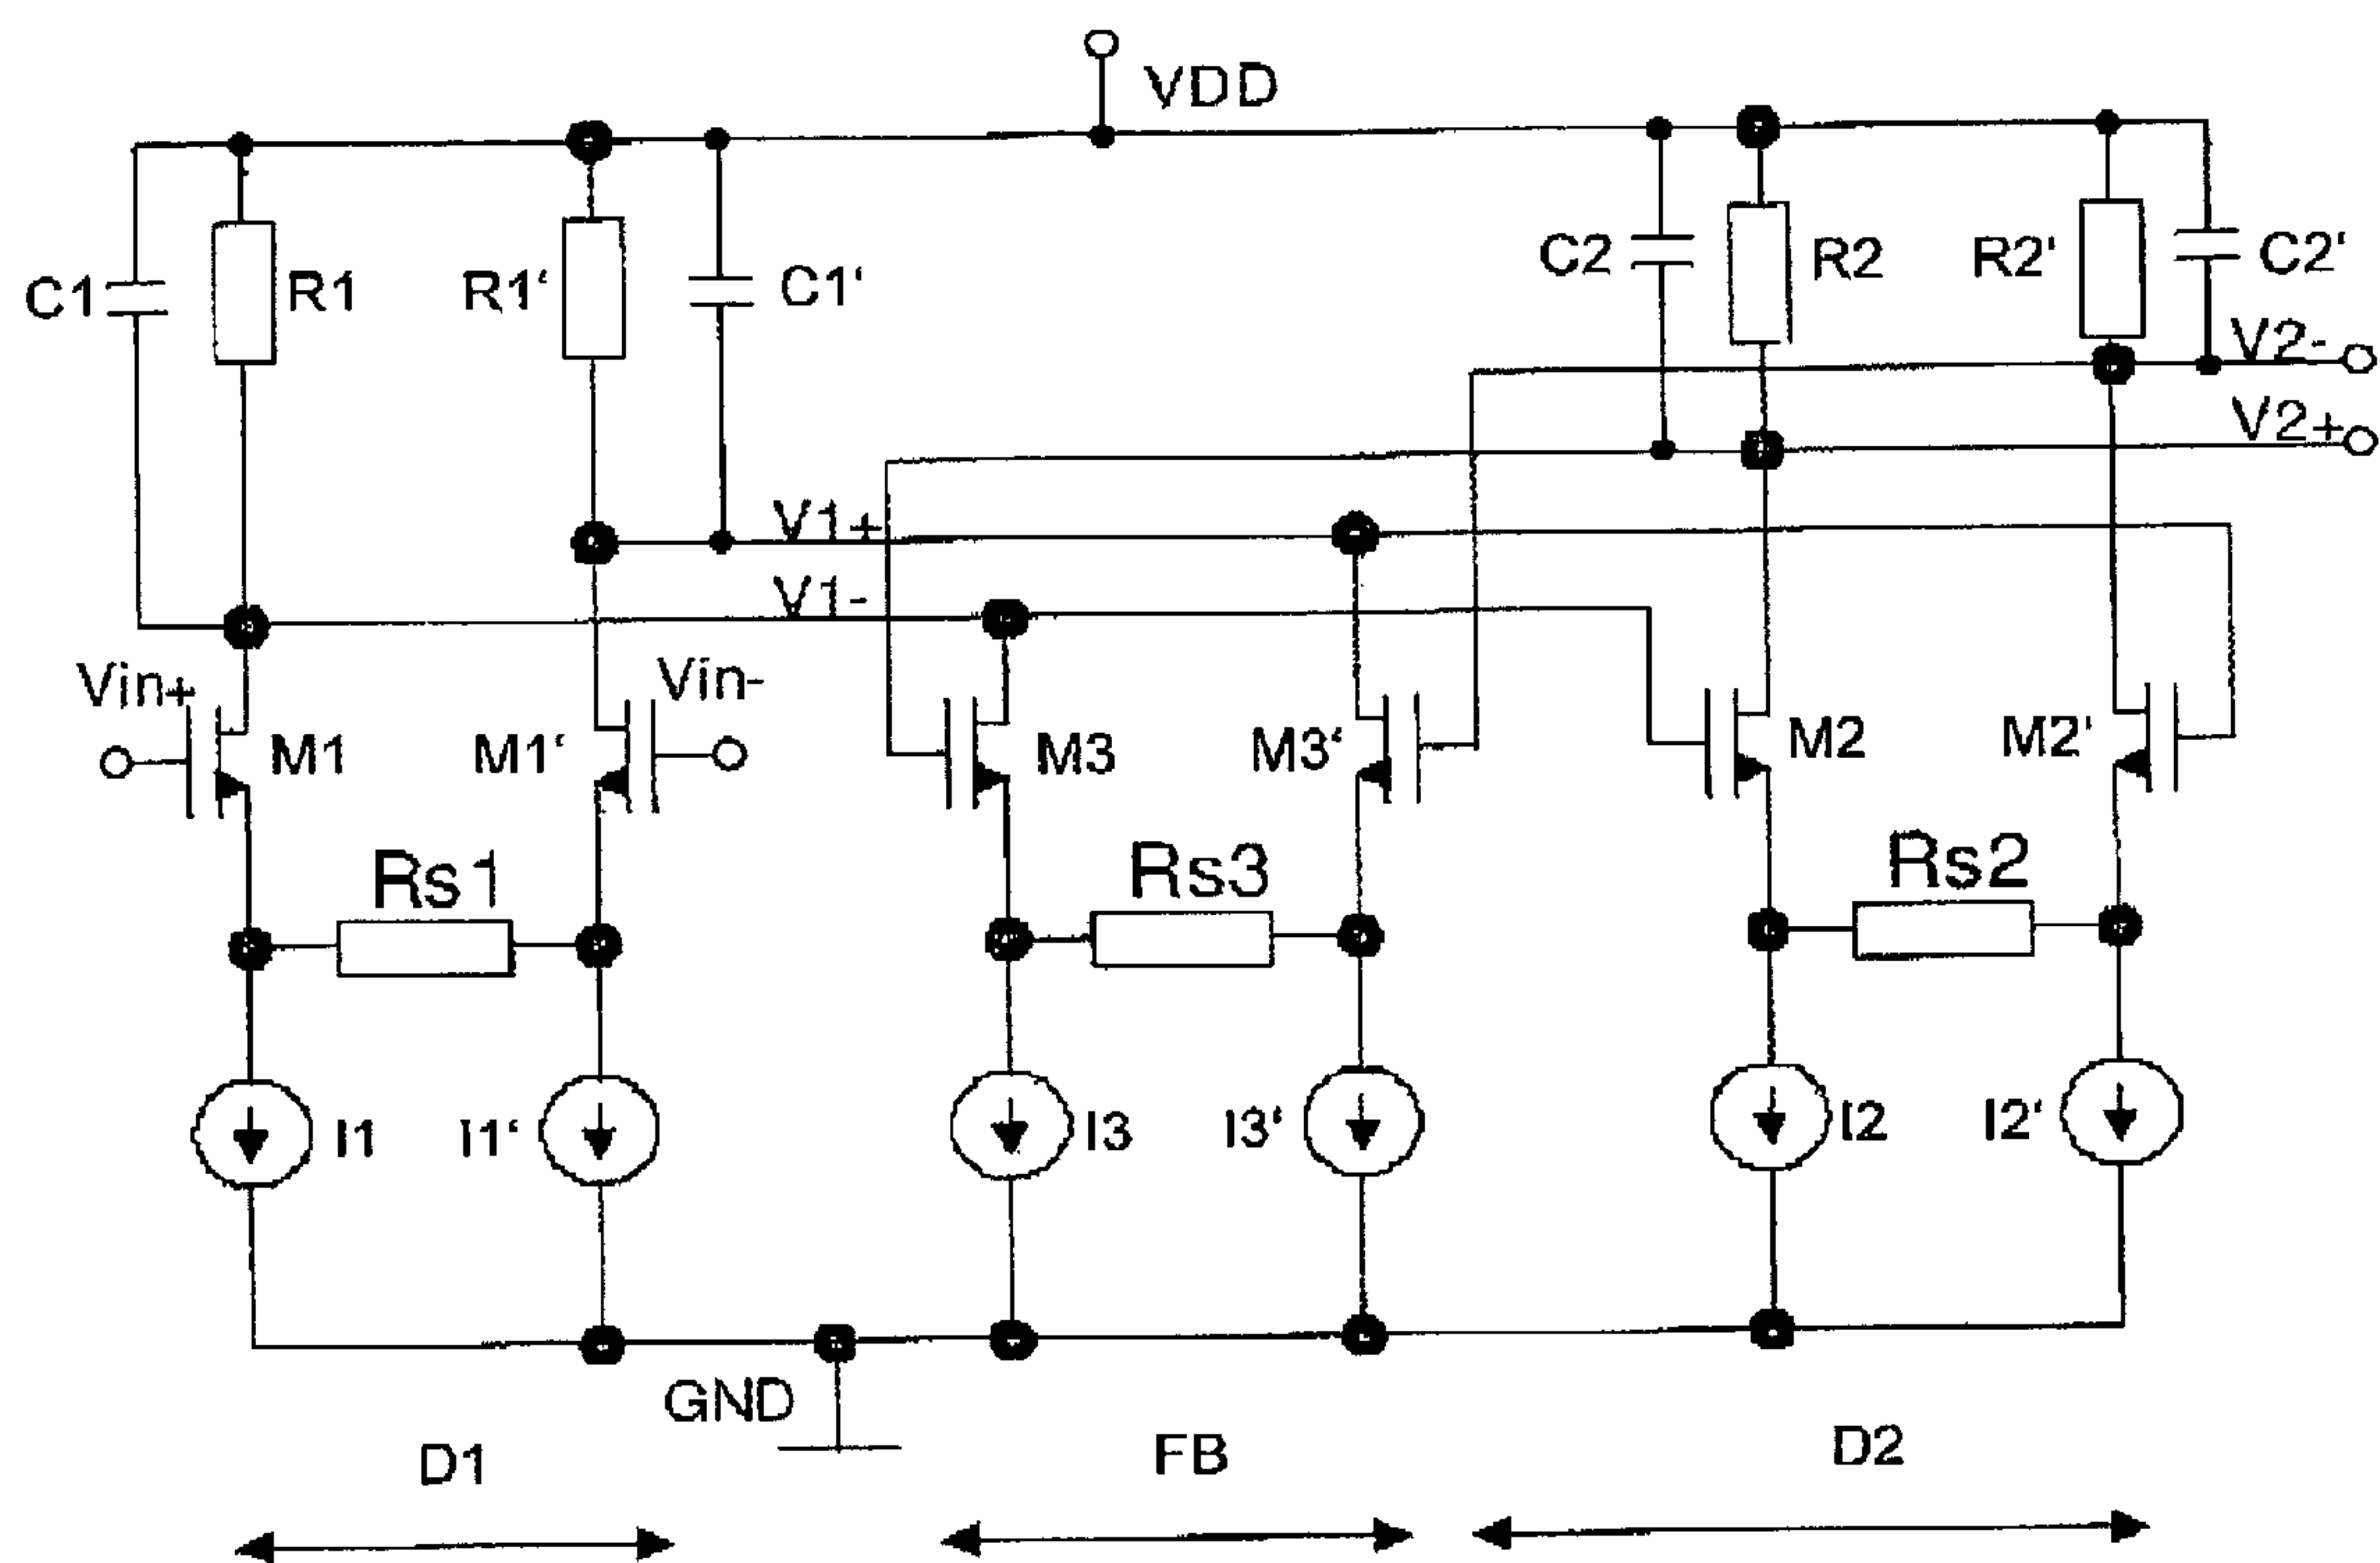 VDD
C1
R1
R1‘
C1‘
C2
R2
R2‘
C2‘
V2-
V2+
V1+
V1-
Vin+
Vin-
M1
M1‘
M3
M3‘
M2
M2'
Rs1
Rs3
Rs2
I1
I1‘
I3
I3‘
I2
I2‘
GND
D1
FB
D2